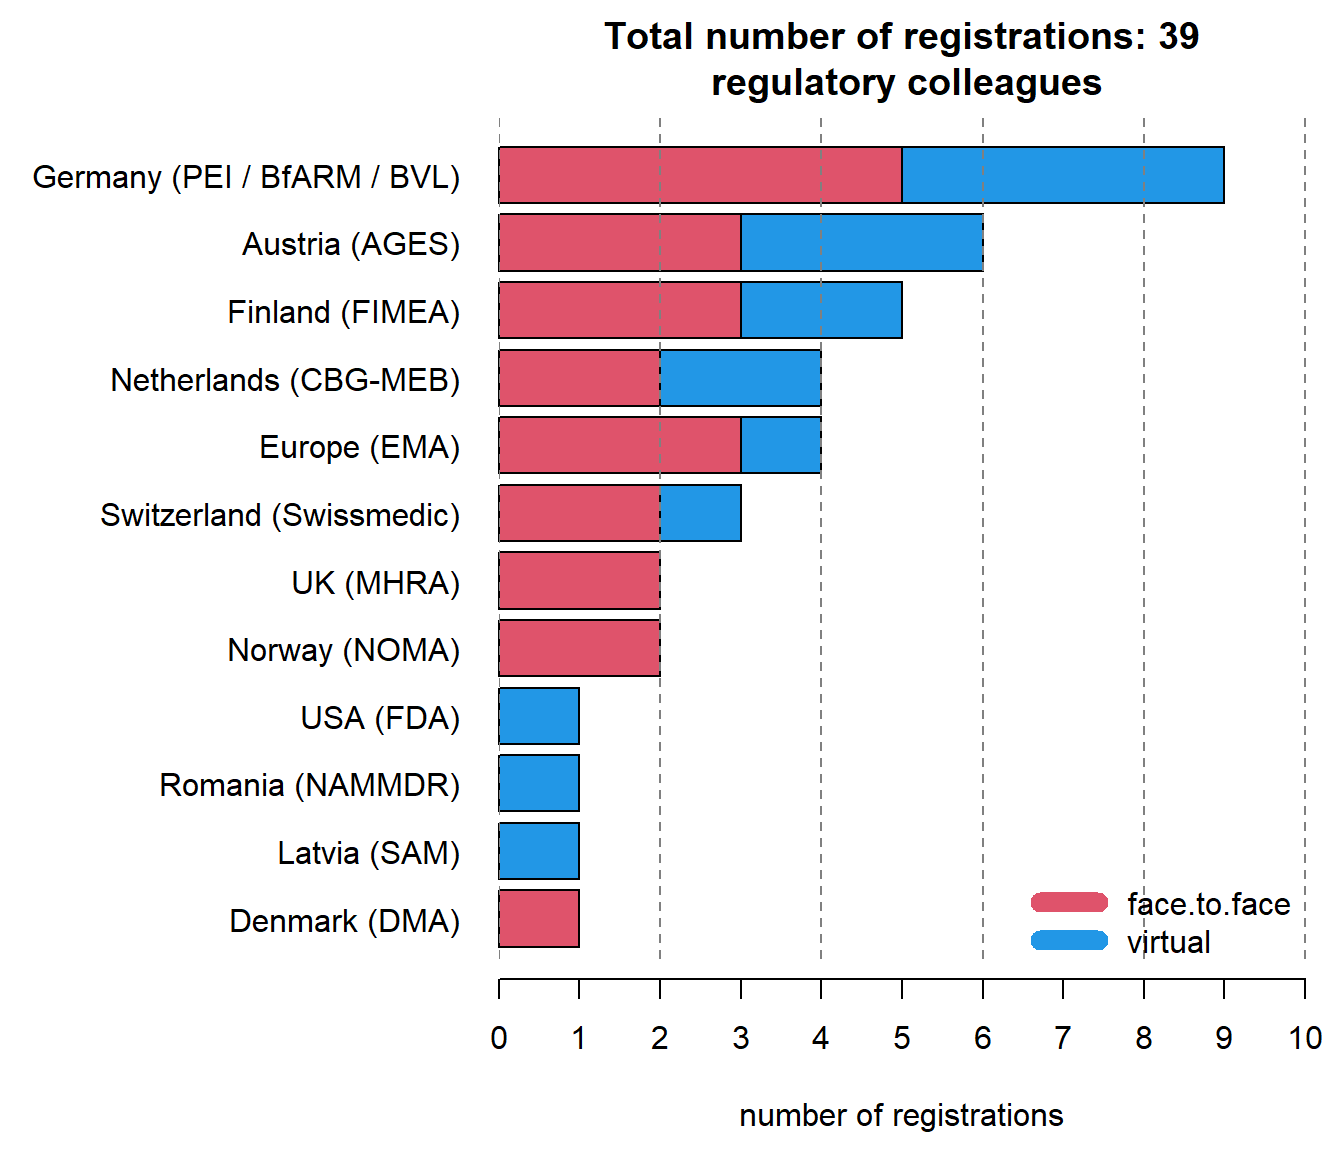 Total number of registrations: 39
regulatory colleagues
Germany (PEI / BfARM / BVL)
Austria (AGES)
Finland (FIMEA)
Netherlands (CBG-MEB)
Europe (EMA)
Switzerland (Swissmedic)
UK (MHRA)
Norway (NOMA)
USA (FDA)
Romania (NAMMDR)
Latvia (SAM)
Denmark (DMA)
face.to.face
virtual
0 1 2 3 4 5 6 7 8 9 10
number of registrations